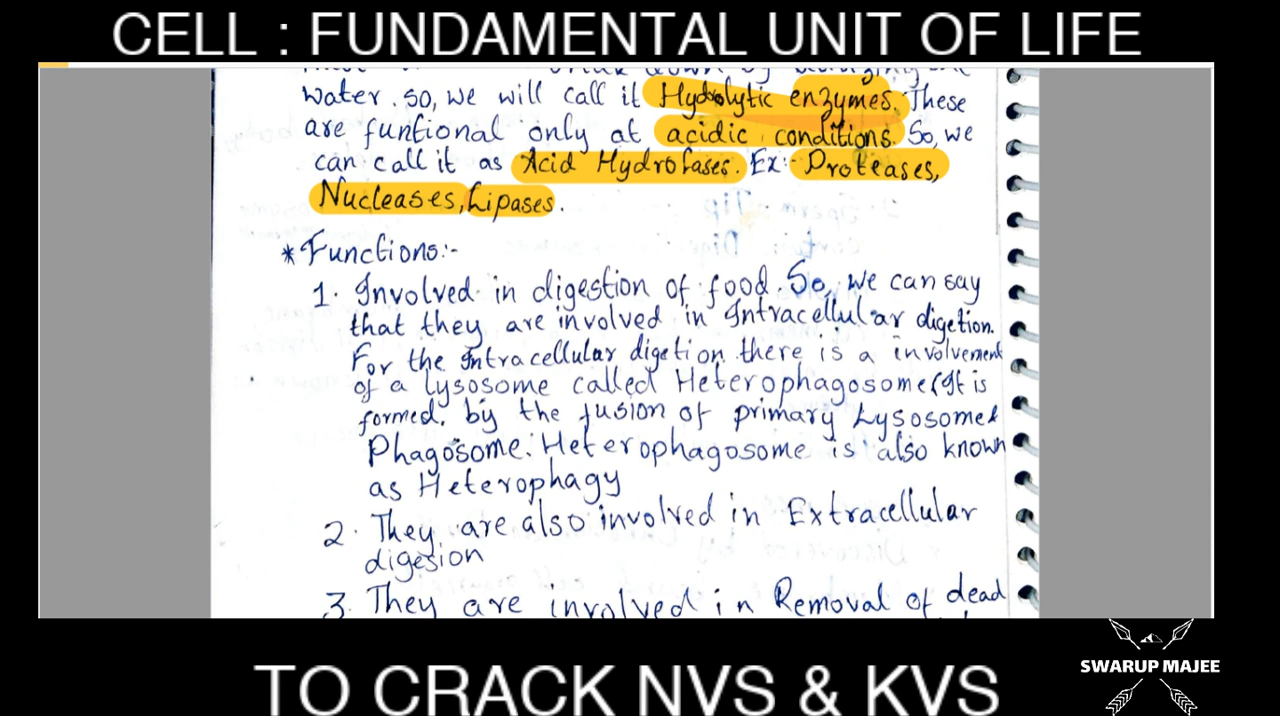 CELL : FUNDAMENTAL UNIT OF LIFE
water. So, we will call it Hydrolytic enzymes. These
are funtional only at acidic conditions. So, we
can call it as Acid Hydrolases. Ex:- Proteases,
Nucleases, Lipases.
* Functions:-
1. Involved in digestion of food. So, we can say
that they are involved in Intracellular digetion.
For the Intracellular digetion there is a involvement
of a lysosome called Heterophagosome (It is
formed by the fusion of primary Lysosome &
Phagosome. Heterophagosome is also known
as Heterophagy
2. They are also involved in Extracellular
digesion
3. They are involved in Removal of dead
SWARUP MAJEE
TO CRACK NVS & KVS